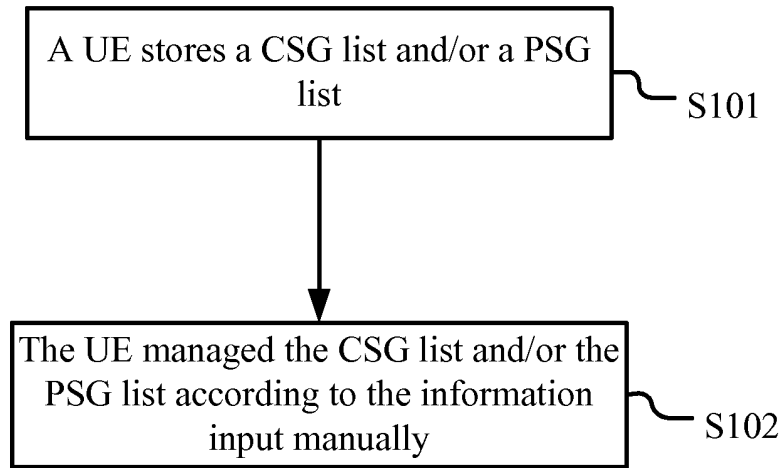 A UE stores a CSG list and/or a PSG
list
S101
The UE managed the CSG list and/or the
PSG list according to the information
input manually
S102